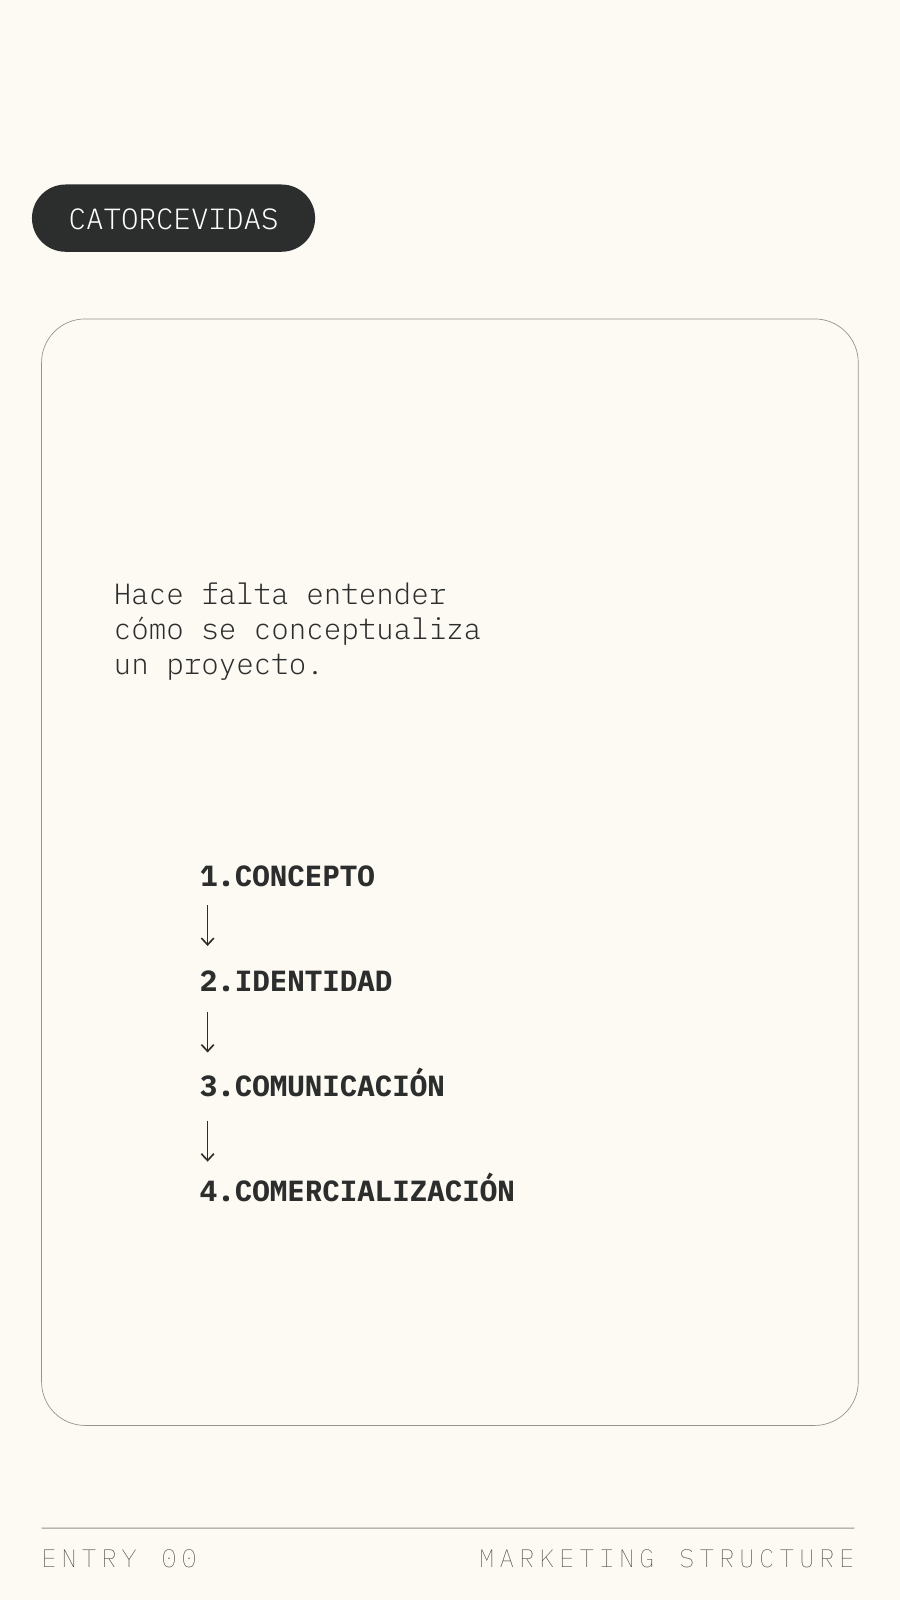 CATORCEVIDAS
Hace falta entender
cómo se conceptualiza
un proyecto.
1.CONCEPTO
↓
2.IDENTIDAD
↓
3.COMUNICACIÓN
↓
4.COMERCIALIZACIÓN
ENTRY 00
MARKETING STRUCTURE